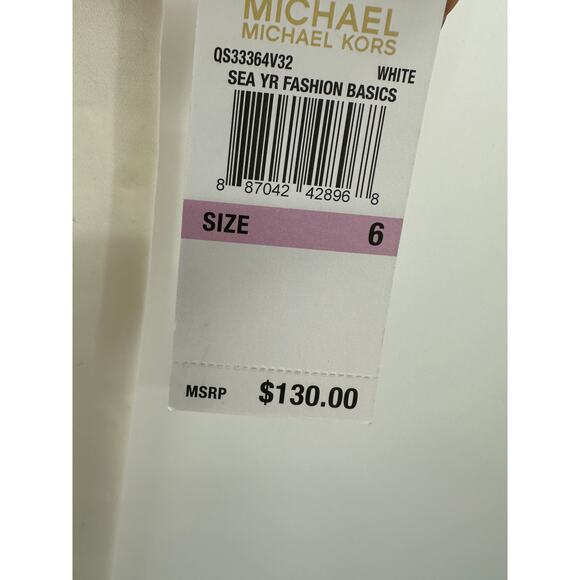 MICHAEL
MICHAEL KORS
QS33364V32 WHITE
SEA YR FASHION BASICS
8 87042 42896 8
SIZE 6
MSRP $130.00